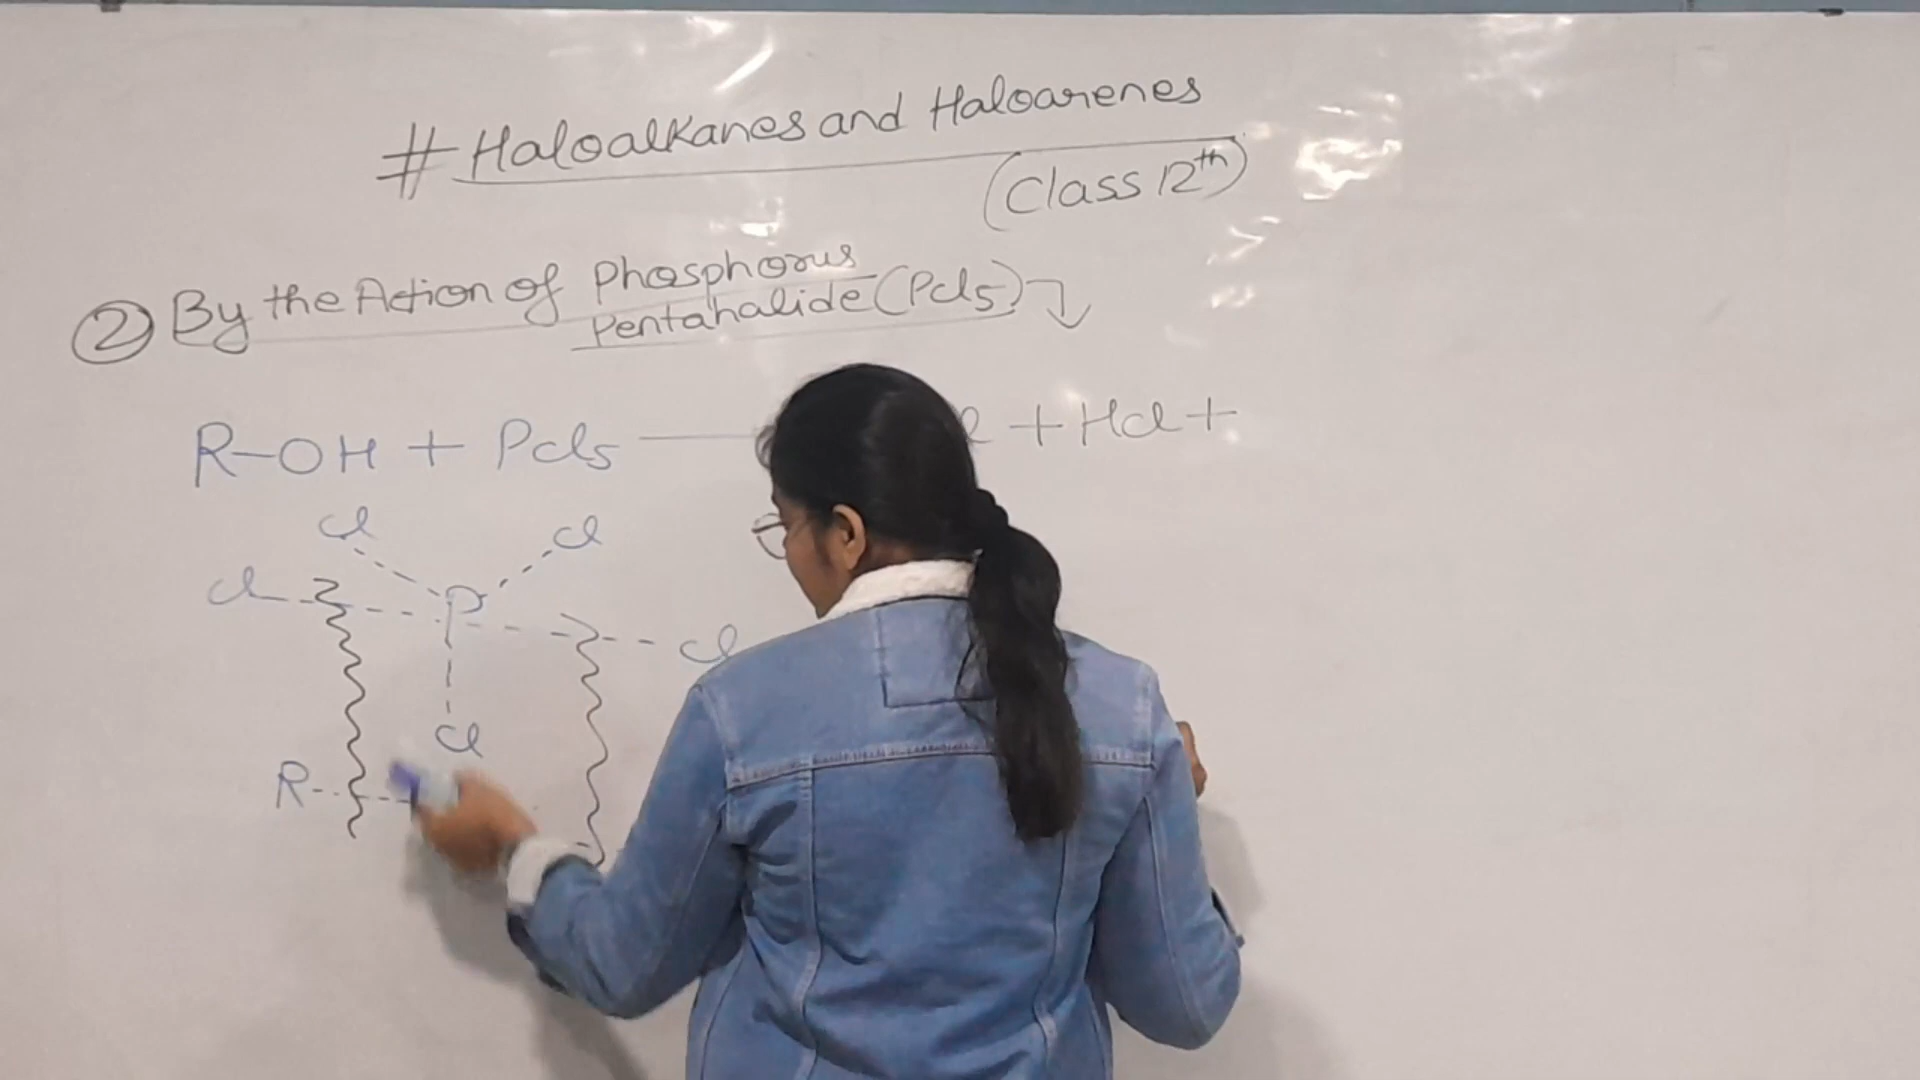 # Haloalkanes and Haloarenes
(Class 12th)
② By the Action of Phosphorus
Pentahalide (Pcl5)
R-OH + Pcl5 + Hcl +
cl cl
cl P cl
cl
R